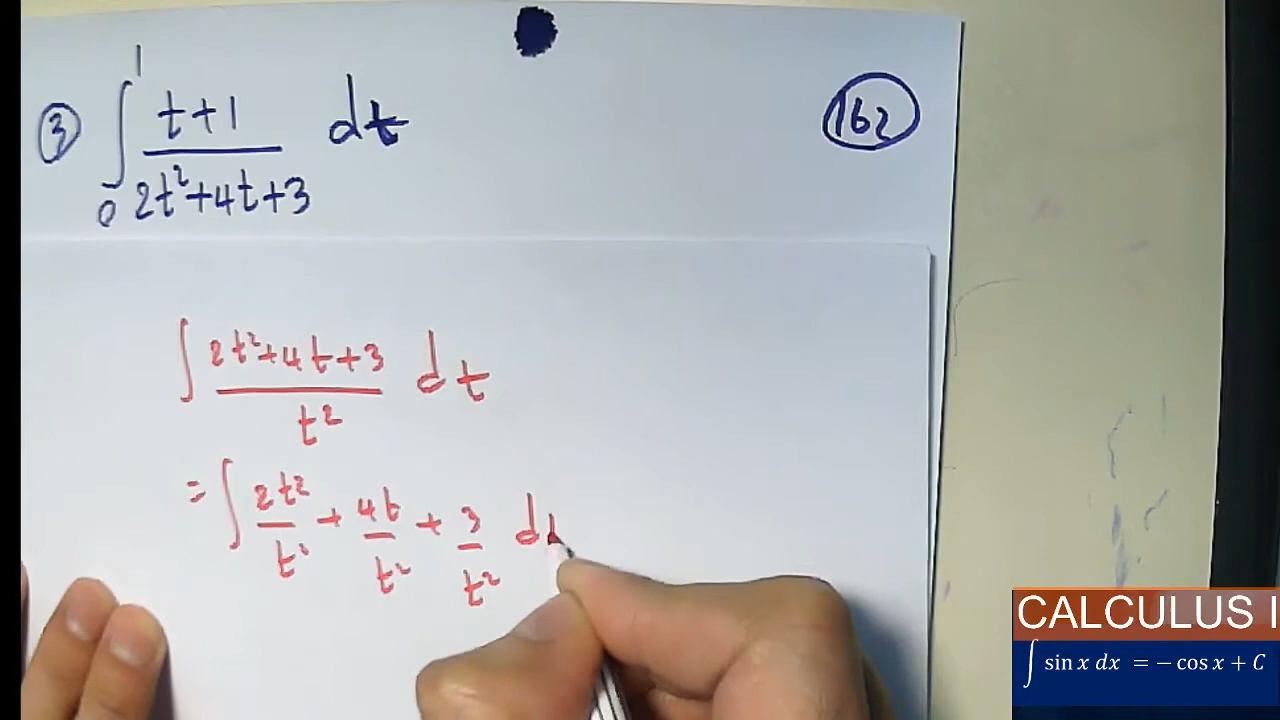 ③ ∫₀¹ (t+1)/(2t²+4t+3) dt
162
∫ (2t²+4t+3)/t² dt
= ∫ 2t²/t² + 4t/t² + 3/t² d
CALCULUS I
∫ sin x dx = − cos x + C